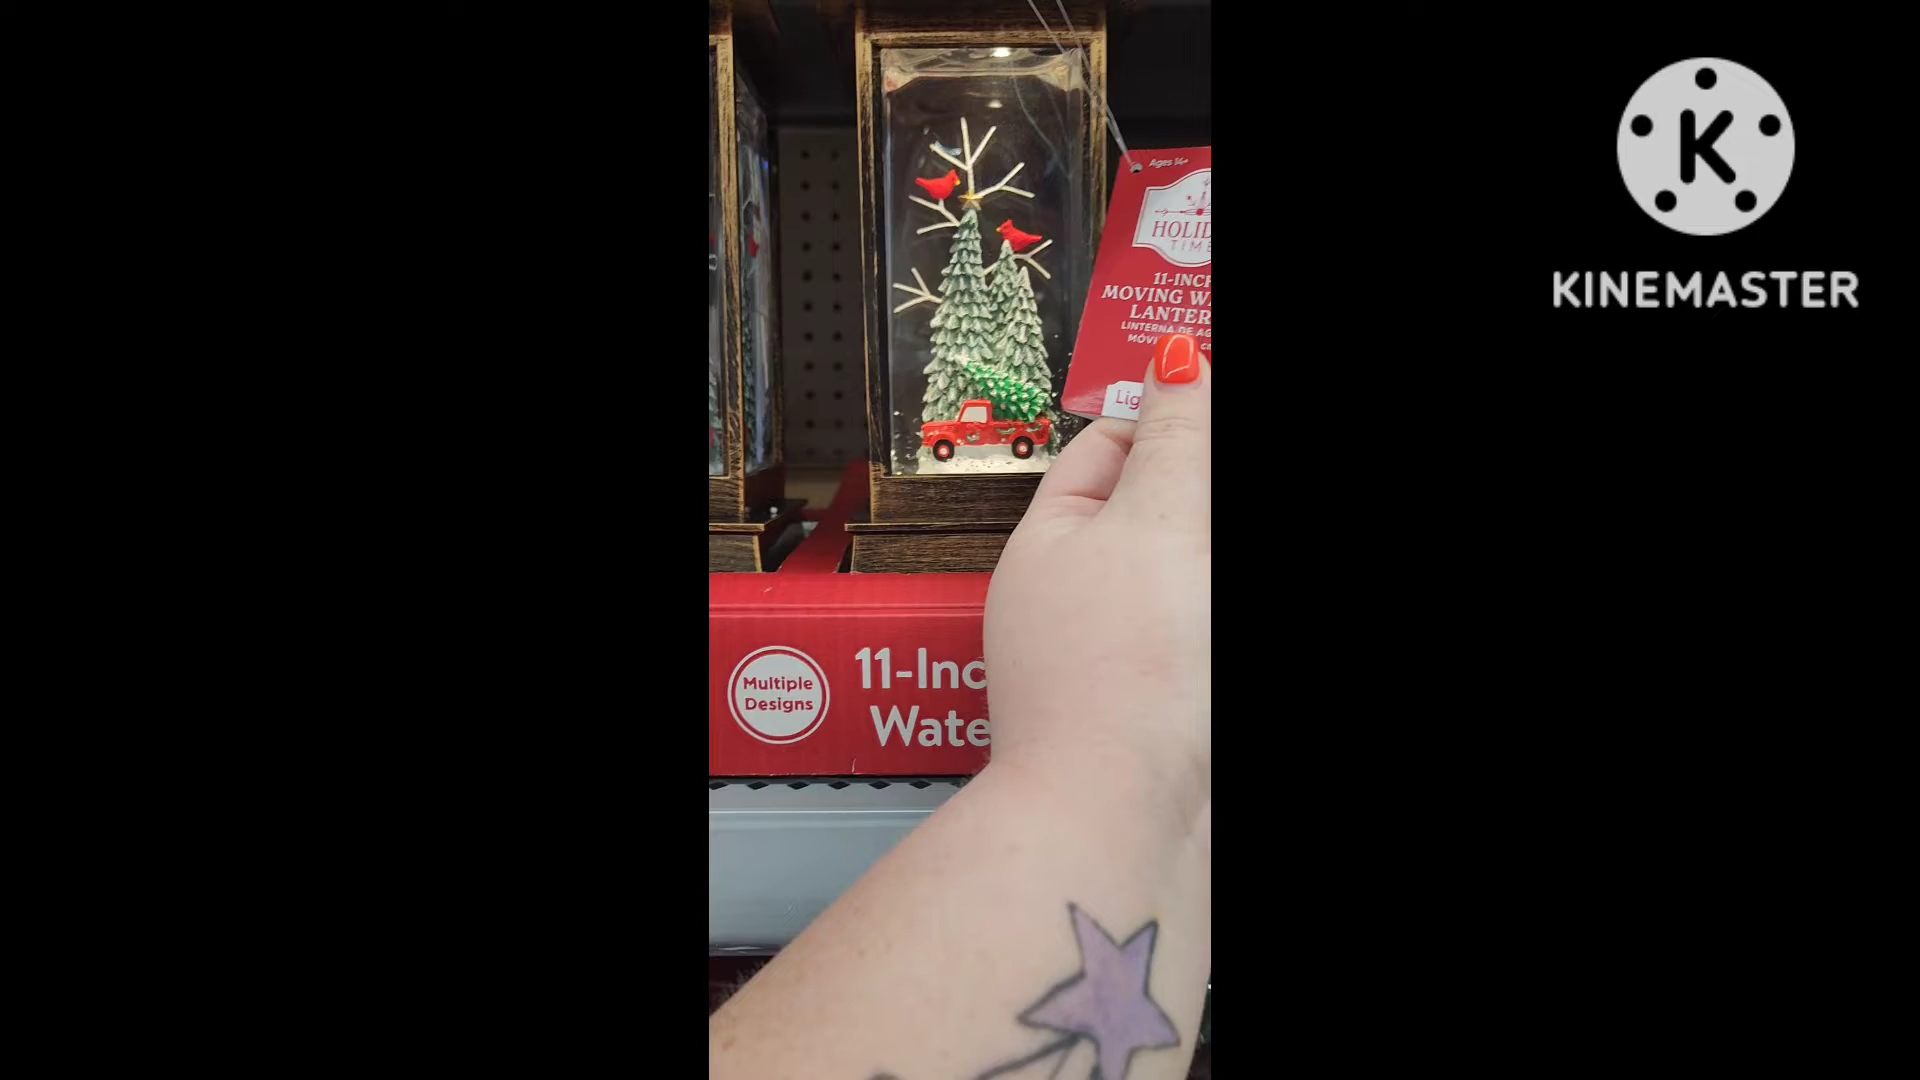 Ages 14+
HOLID
TIME
11-INCH
MOVING W
LANTER
LINTERNA DE AG
MÓVI
Lig
Multiple
Designs
11-Inc
Wate
K
KINEMASTER